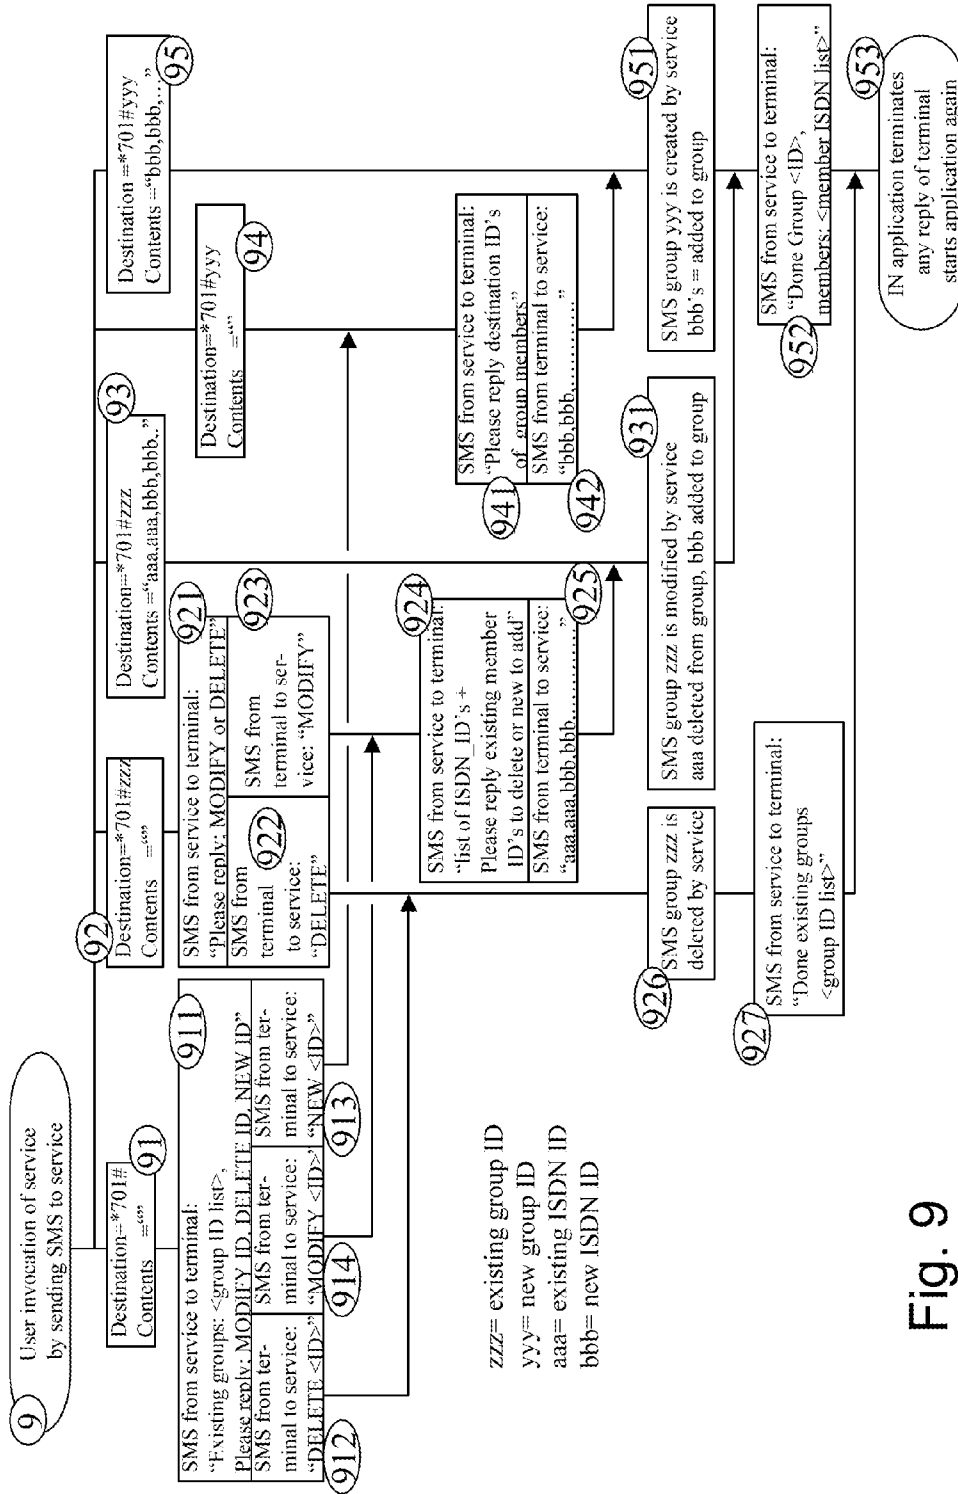 9
User invocation of service
by sending SMS to service
91
Destination=*701#
Contents =“”
92
Destination=*701#zzz
Contents =“”
93
Destination=*701#zzz
Contents =“aaa,aaa,bbb,bbb..”
94
Destination=*701#yyy
Contents =“”
95
Destination =*701#yyy
Contents =“bbb,bbb,…”
911
SMS from service to terminal:
“Existing groups: <group ID list>,
Please reply: MODIFY ID, DELETE ID, NEW ID”
912
SMS from ter-
minal to service:
“DELETE <ID>”
914
SMS from ter-
minal to service:
“MODIFY <ID>”
913
SMS from ter-
minal to service:
“NEW <ID>”
921
SMS from service to terminal:
“Please reply: MODIFY or DELETE”
922
SMS from
terminal
to service:
“DELETE”
923
SMS from
terminal to ser-
vice: “MODIFY”
924
SMS from service to terminal:
“list of ISDN_ID’s +
Please reply existing member
ID’s to delete or new to add”
925
SMS from terminal to service:
“aaa,aaa,bbb,bbb……………”
941
SMS from service to terminal:
“Please reply destination ID’s
of group members”
942
SMS from terminal to service:
“bbb,bbb,……………”
926
SMS group zzz is
deleted by service
931
SMS group zzz is modified by service
aaa deleted from group, bbb added to group
951
SMS group yyy is created by service
bbb’s = added to group
927
SMS from service to terminal:
“Done existing groups
<group ID list>”
952
SMS from service to terminal:
“Done Group <ID>,
members: <member ISDN list>”
953
IN application terminates
any reply of terminal
starts application again
zzz= existing group ID
yyy= new group ID
aaa= existing ISDN ID
bbb= new ISDN ID
Fig. 9